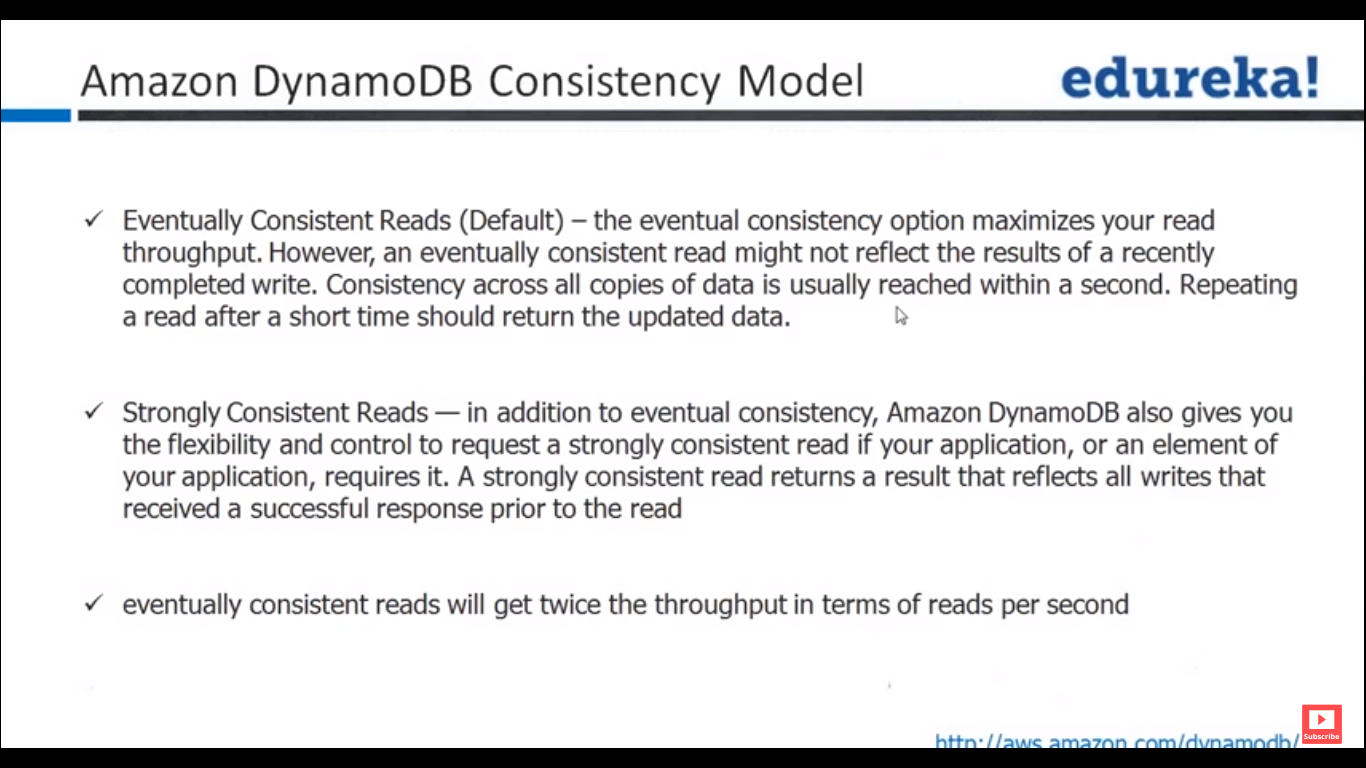 Amazon DynamoDB Consistency Model
edureka!
✓ Eventually Consistent Reads (Default) – the eventual consistency option maximizes your read
throughput. However, an eventually consistent read might not reflect the results of a recently
completed write. Consistency across all copies of data is usually reached within a second. Repeating
a read after a short time should return the updated data.
✓ Strongly Consistent Reads — in addition to eventual consistency, Amazon DynamoDB also gives you
the flexibility and control to request a strongly consistent read if your application, or an element of
your application, requires it. A strongly consistent read returns a result that reflects all writes that
received a successful response prior to the read
✓ eventually consistent reads will get twice the throughput in terms of reads per second
http://aws.amazon.com/dynamodb/
Subscribe